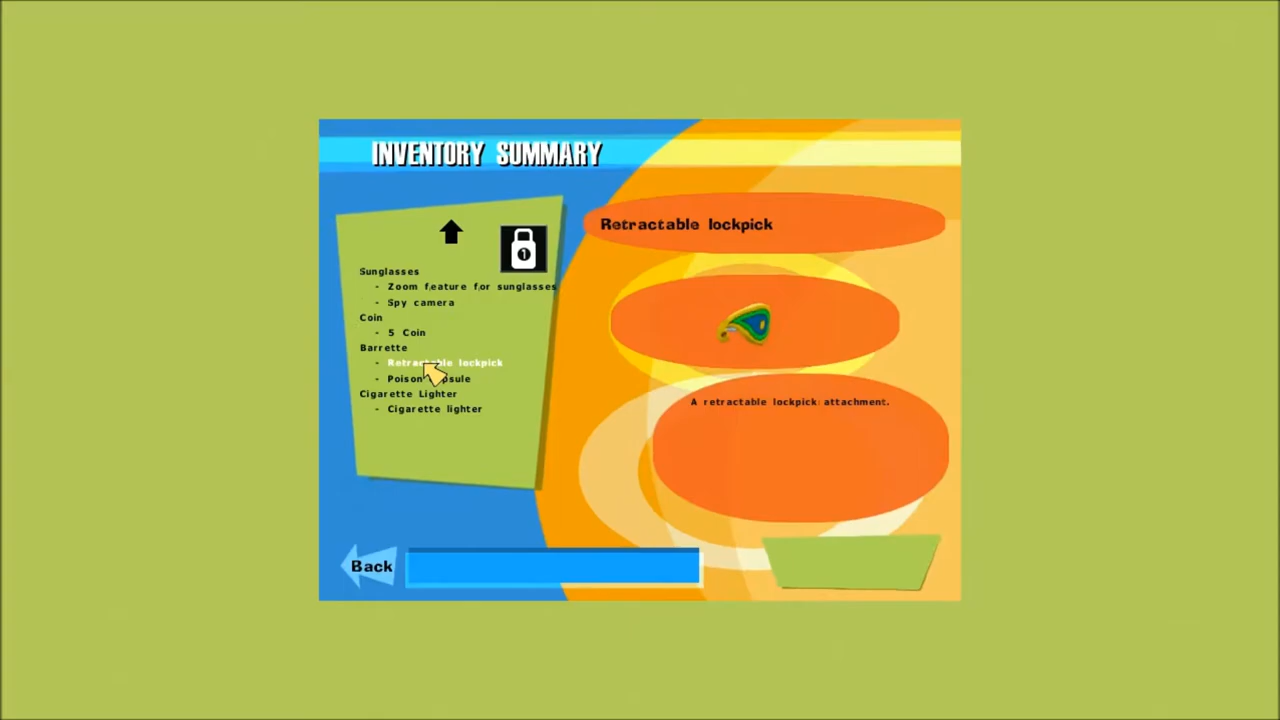 INVENTORY SUMMARY
1
Sunglasses
- Zoom feature for sunglasses
- Spy camera
Coin
- 5 Coin
Barrette
- Retractable lockpick
- Poison
Cigarette Lighter
- Cigarette lighter
Retractable lockpick
A retractable lockpick attachment.
Back